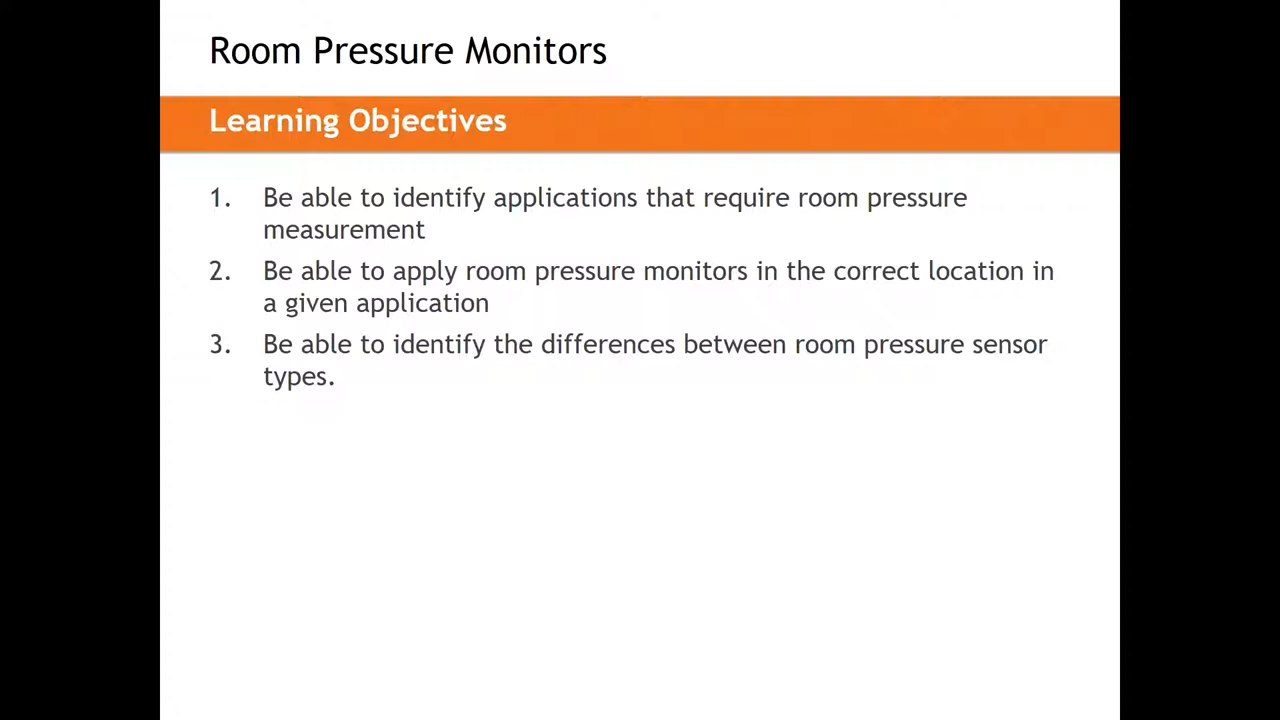 Room Pressure Monitors
Learning Objectives
1. Be able to identify applications that require room pressure
measurement
2. Be able to apply room pressure monitors in the correct location in
a given application
3. Be able to identify the differences between room pressure sensor
types.